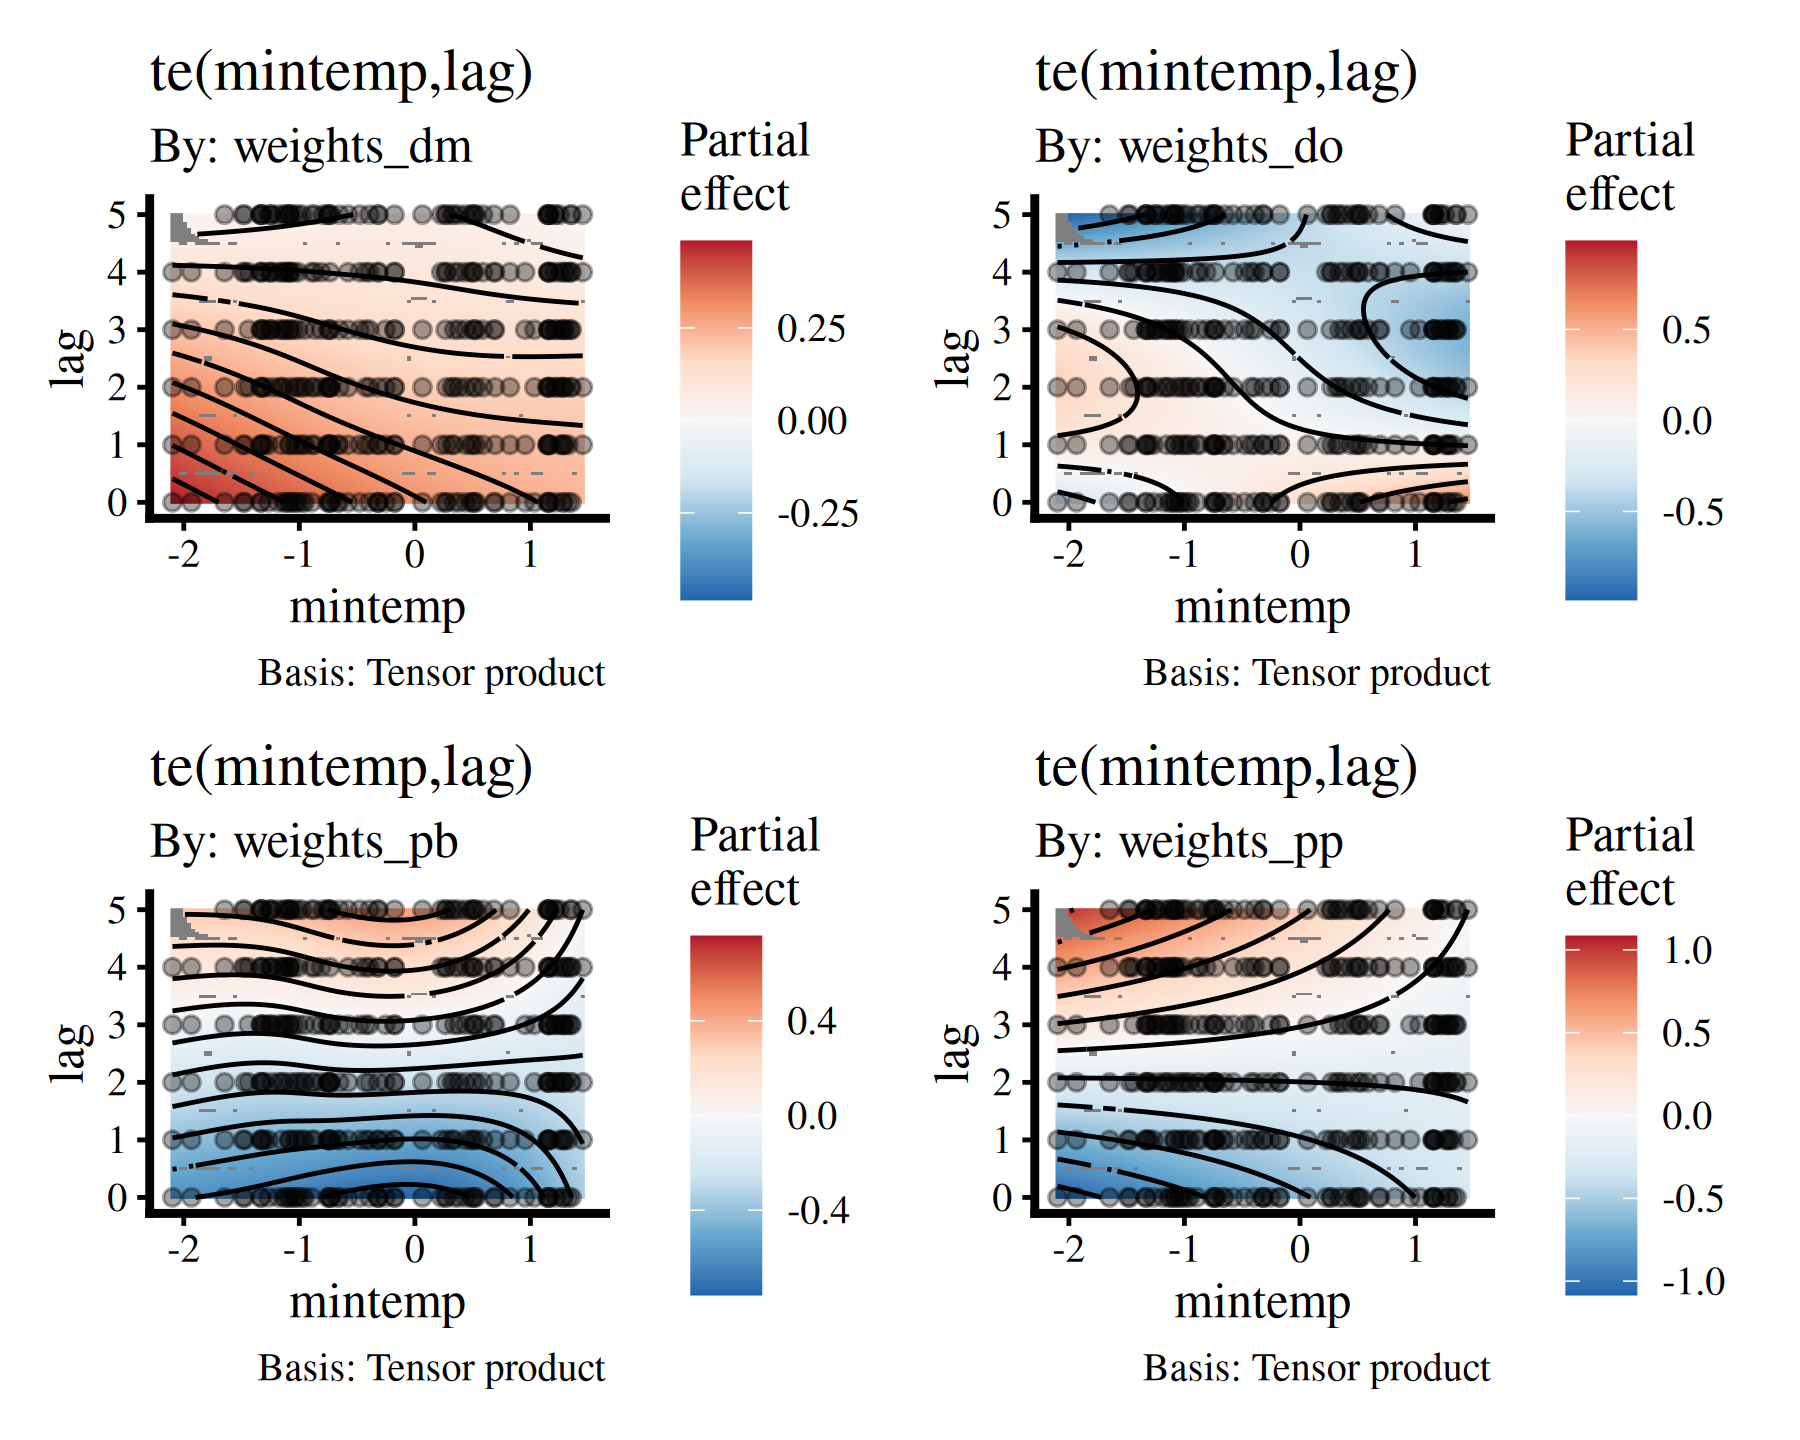 te(mintemp,lag)
By: weights_dm
Partial
effect
5
4
3
2
1
0
lag
-2
-1
0
1
mintemp
0.25
0.00
-0.25
Basis: Tensor product
te(mintemp,lag)
By: weights_do
Partial
effect
5
4
3
2
1
0
lag
-2
-1
0
1
mintemp
0.5
0.0
-0.5
Basis: Tensor product
te(mintemp,lag)
By: weights_pb
Partial
effect
5
4
3
2
1
0
lag
-2
-1
0
1
mintemp
0.4
0.0
-0.4
Basis: Tensor product
te(mintemp,lag)
By: weights_pp
Partial
effect
5
4
3
2
1
0
lag
-2
-1
0
1
mintemp
1.0
0.5
0.0
-0.5
-1.0
Basis: Tensor product